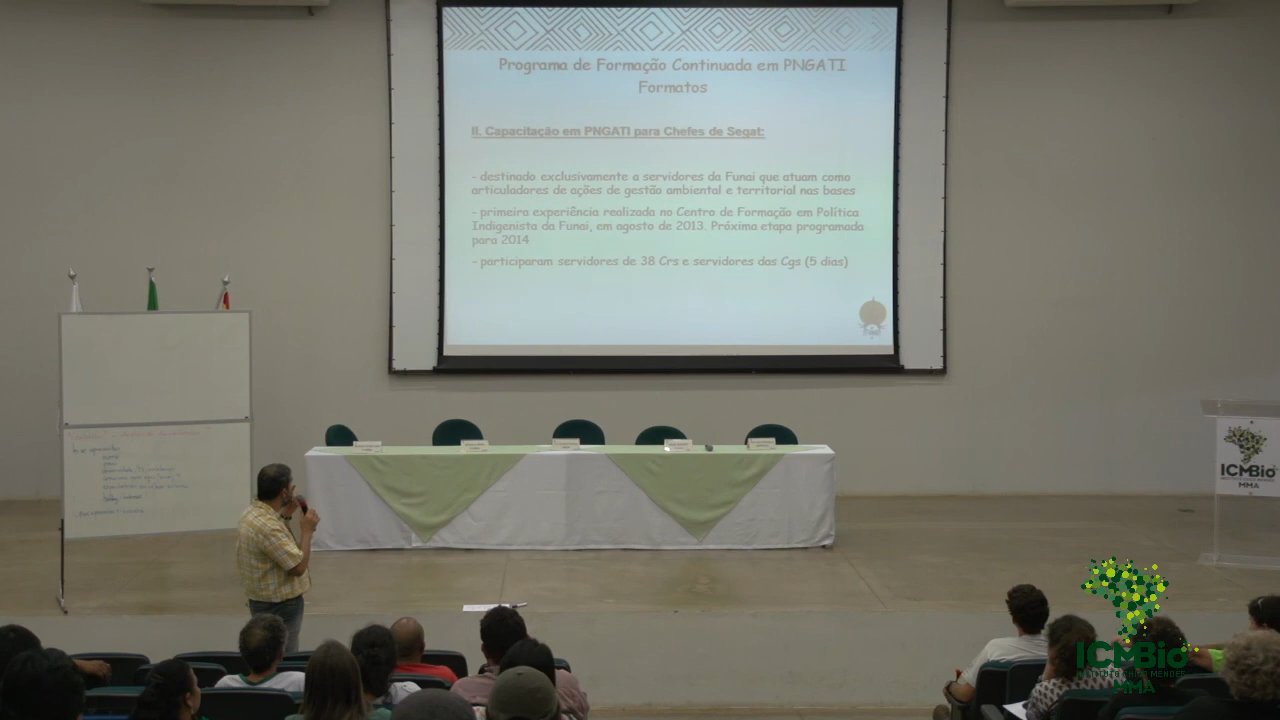 Programa de Formação Continuada em PNGATI
Formatos
II. Capacitação em PNGATI para Chefes de Segat:
- destinado exclusivamente a servidores da Funai que atuam como
articuladores de ações de gestão ambiental e territorial nas bases
- primeira experiência realizada no Centro de Formação em Política
Indigenista da Funai, em agosto de 2013. Próxima etapa programada
para 2014
- participaram servidores de 38 Crs e servidores das Cgs (5 dias)
ICMBio
MMA
ICMBio
INSTITUTO CHICO MENDES
MMA